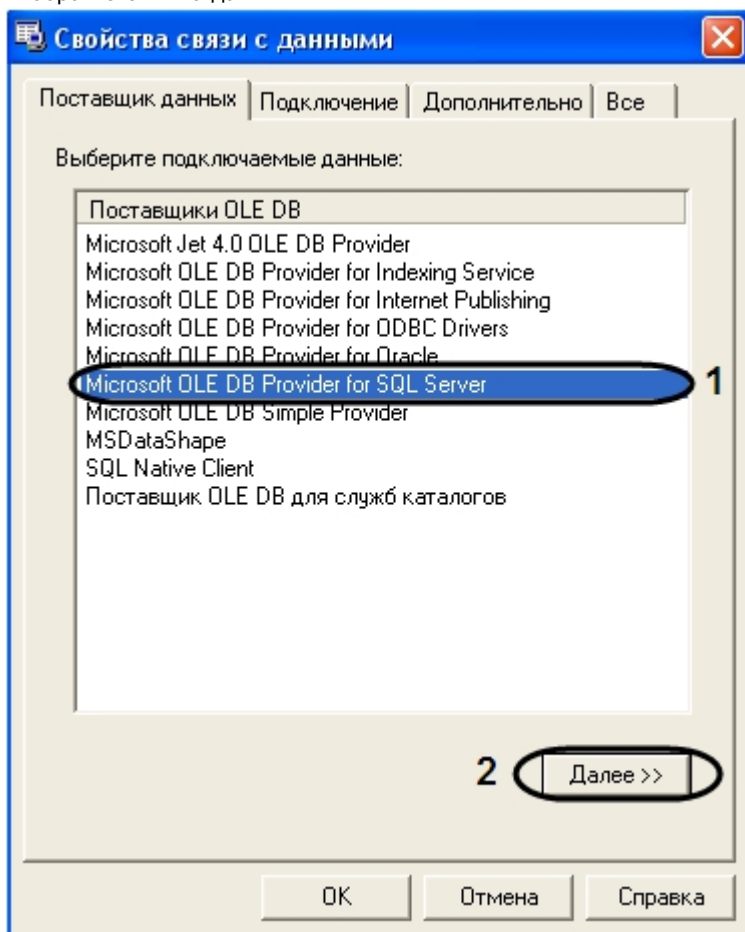 Свойства связи с данными
Поставщик данных Подключение Дополнительно Все
Выберите подключаемые данные:
Поставщики OLE DB
Microsoft Jet 4.0 OLE DB Provider
Microsoft OLE DB Provider for Indexing Service
Microsoft OLE DB Provider for Internet Publishing
Microsoft OLE DB Provider for ODBC Drivers
Microsoft OLE DB Provider for Oracle
Microsoft OLE DB Provider for SQL Server 1
Microsoft OLE DB Simple Provider
MSDataShape
SQL Native Client
Поставщик OLE DB для служб каталогов
2 Далее >>
OK Отмена Справка